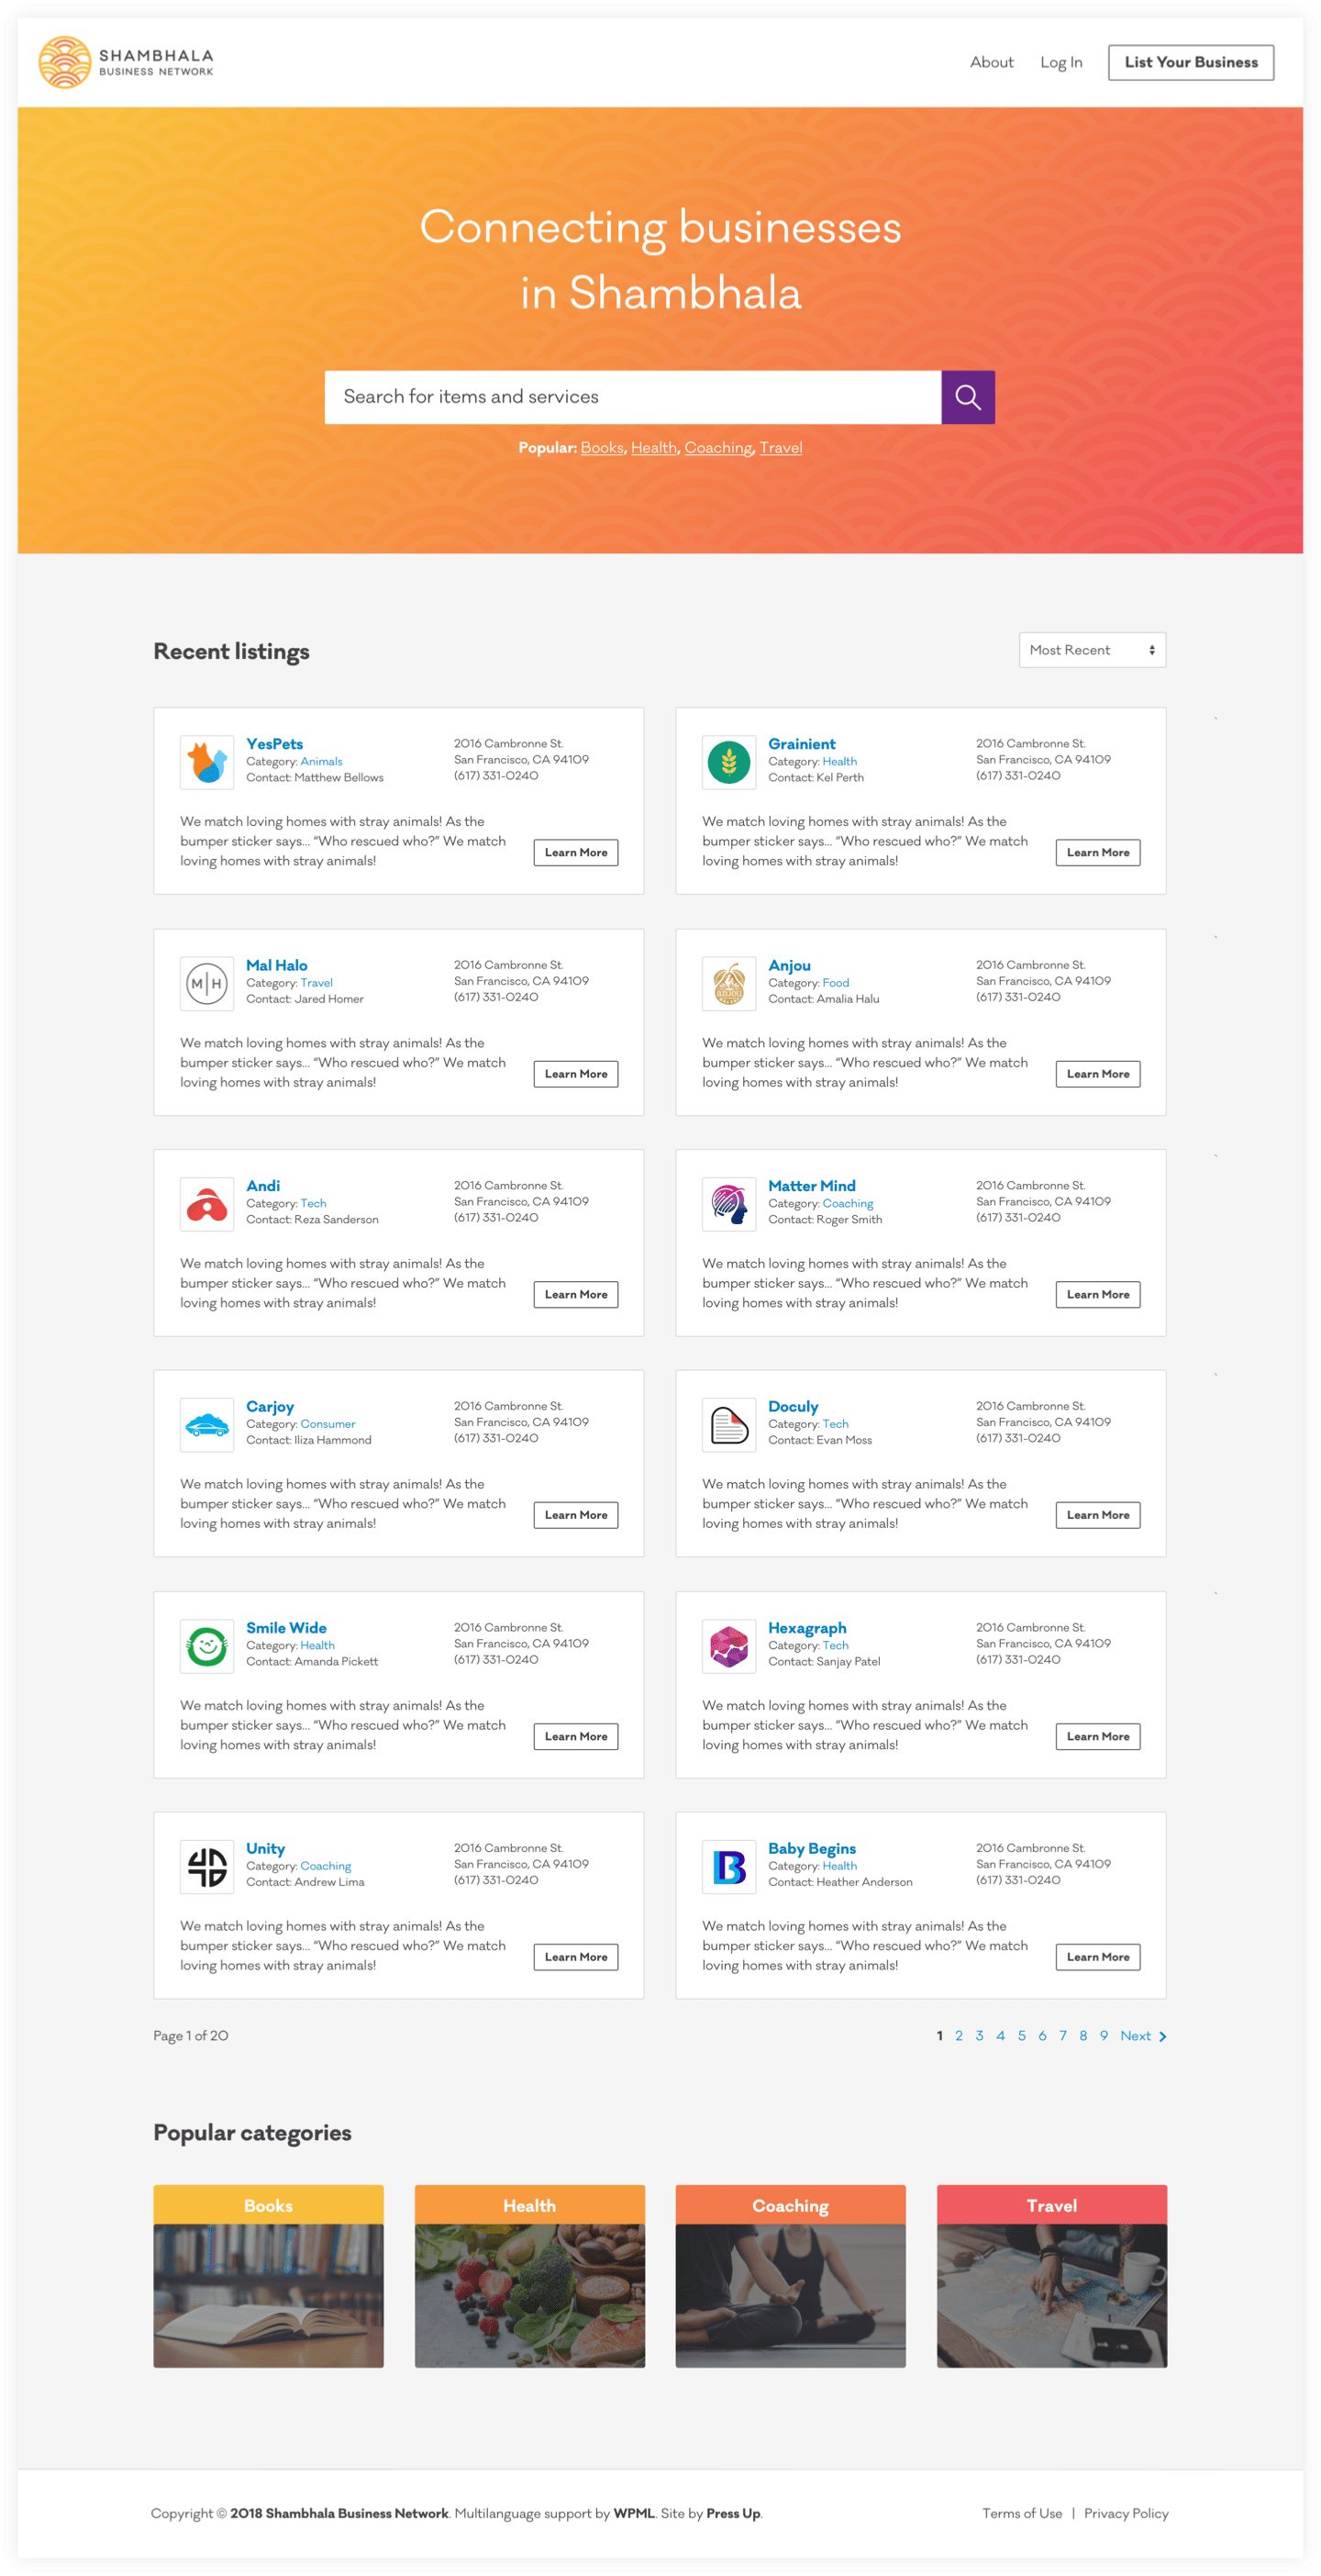 SHAMBHALA
BUSINESS NETWORK
About Log In List Your Business
Connecting businesses
in Shambhala
Search for items and services
Popular: Books, Health, Coaching, Travel
Recent listings
Most Recent
YesPets
Category: Animals
Contact: Matthew Bellows
2016 Cambronne St.
San Francisco, CA 94109
(617) 331-0240
We match loving homes with stray animals! As the
bumper sticker says... “Who rescued who?” We match
loving homes with stray animals!
Learn More
Grainient
Category: Health
Contact: Kel Perth
2016 Cambronne St.
San Francisco, CA 94109
(617) 331-0240
We match loving homes with stray animals! As the
bumper sticker says... “Who rescued who?” We match
loving homes with stray animals!
Learn More
M|H
Mal Halo
Category: Travel
Contact: Jared Homer
2016 Cambronne St.
San Francisco, CA 94109
(617) 331-0240
We match loving homes with stray animals! As the
bumper sticker says... “Who rescued who?” We match
loving homes with stray animals!
Learn More
anjou
Anjou
Category: Food
Contact: Amalia Halu
2016 Cambronne St.
San Francisco, CA 94109
(617) 331-0240
We match loving homes with stray animals! As the
bumper sticker says... “Who rescued who?” We match
loving homes with stray animals!
Learn More
Andi
Category: Tech
Contact: Reza Sanderson
2016 Cambronne St.
San Francisco, CA 94109
(617) 331-0240
We match loving homes with stray animals! As the
bumper sticker says... “Who rescued who?” We match
loving homes with stray animals!
Learn More
Matter Mind
Category: Coaching
Contact: Roger Smith
2016 Cambronne St.
San Francisco, CA 94109
(617) 331-0240
We match loving homes with stray animals! As the
bumper sticker says... “Who rescued who?” We match
loving homes with stray animals!
Learn More
Carjoy
Category: Consumer
Contact: Iliza Hammond
2016 Cambronne St.
San Francisco, CA 94109
(617) 331-0240
We match loving homes with stray animals! As the
bumper sticker says... “Who rescued who?” We match
loving homes with stray animals!
Learn More
Doculy
Category: Tech
Contact: Evan Moss
2016 Cambronne St.
San Francisco, CA 94109
(617) 331-0240
We match loving homes with stray animals! As the
bumper sticker says... “Who rescued who?” We match
loving homes with stray animals!
Learn More
Smile Wide
Category: Health
Contact: Amanda Pickett
2016 Cambronne St.
San Francisco, CA 94109
(617) 331-0240
We match loving homes with stray animals! As the
bumper sticker says... “Who rescued who?” We match
loving homes with stray animals!
Learn More
Hexagraph
Category: Tech
Contact: Sanjay Patel
2016 Cambronne St.
San Francisco, CA 94109
(617) 331-0240
We match loving homes with stray animals! As the
bumper sticker says... “Who rescued who?” We match
loving homes with stray animals!
Learn More
Unity
Category: Coaching
Contact: Andrew Lima
2016 Cambronne St.
San Francisco, CA 94109
(617) 331-0240
We match loving homes with stray animals! As the
bumper sticker says... “Who rescued who?” We match
loving homes with stray animals!
Learn More
B
Baby Begins
Category: Health
Contact: Heather Anderson
2016 Cambronne St.
San Francisco, CA 94109
(617) 331-0240
We match loving homes with stray animals! As the
bumper sticker says... “Who rescued who?” We match
loving homes with stray animals!
Learn More
Page 1 of 20
1 2 3 4 5 6 7 8 9 Next
Popular categories
Books Health Coaching Travel
Copyright © 2018 Shambhala Business Network. Multilanguage support by WPML. Site by Press Up.
Terms of Use | Privacy Policy